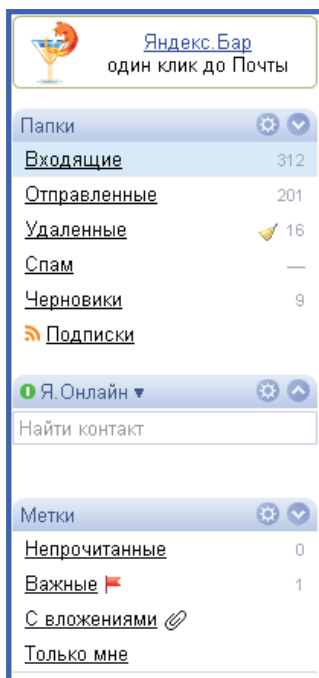 Яндекс.Бар
один клик до Почты
Папки
Входящие 312
Отправленные 201
Удаленные 16
Спам —
Черновики 9
Подписки
Я.Онлайн ▼
Найти контакт
Метки
Непрочитанные 0
Важные 1
С вложениями
Только мне